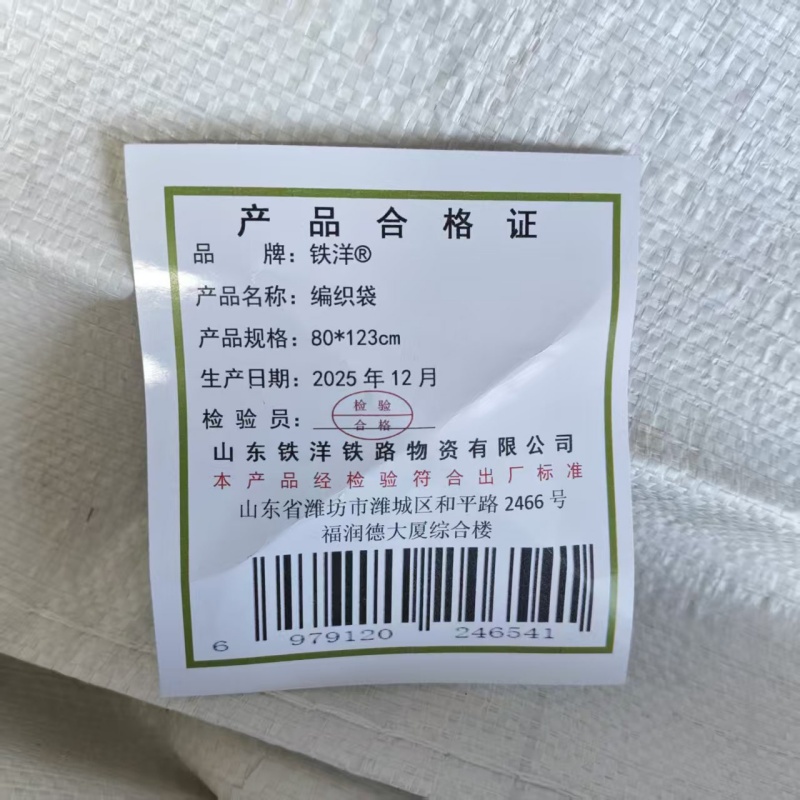 产品合格证
品 牌：铁洋®
产品名称：编织袋
产品规格：80*123cm
生产日期：2025 年 12 月
检 验 员：
检 验
合 格
山东铁洋铁路物资有限公司
本产品经检验符合出厂标准
山东省潍坊市潍城区和平路 2466 号
福润德大厦综合楼
6 979120 246541